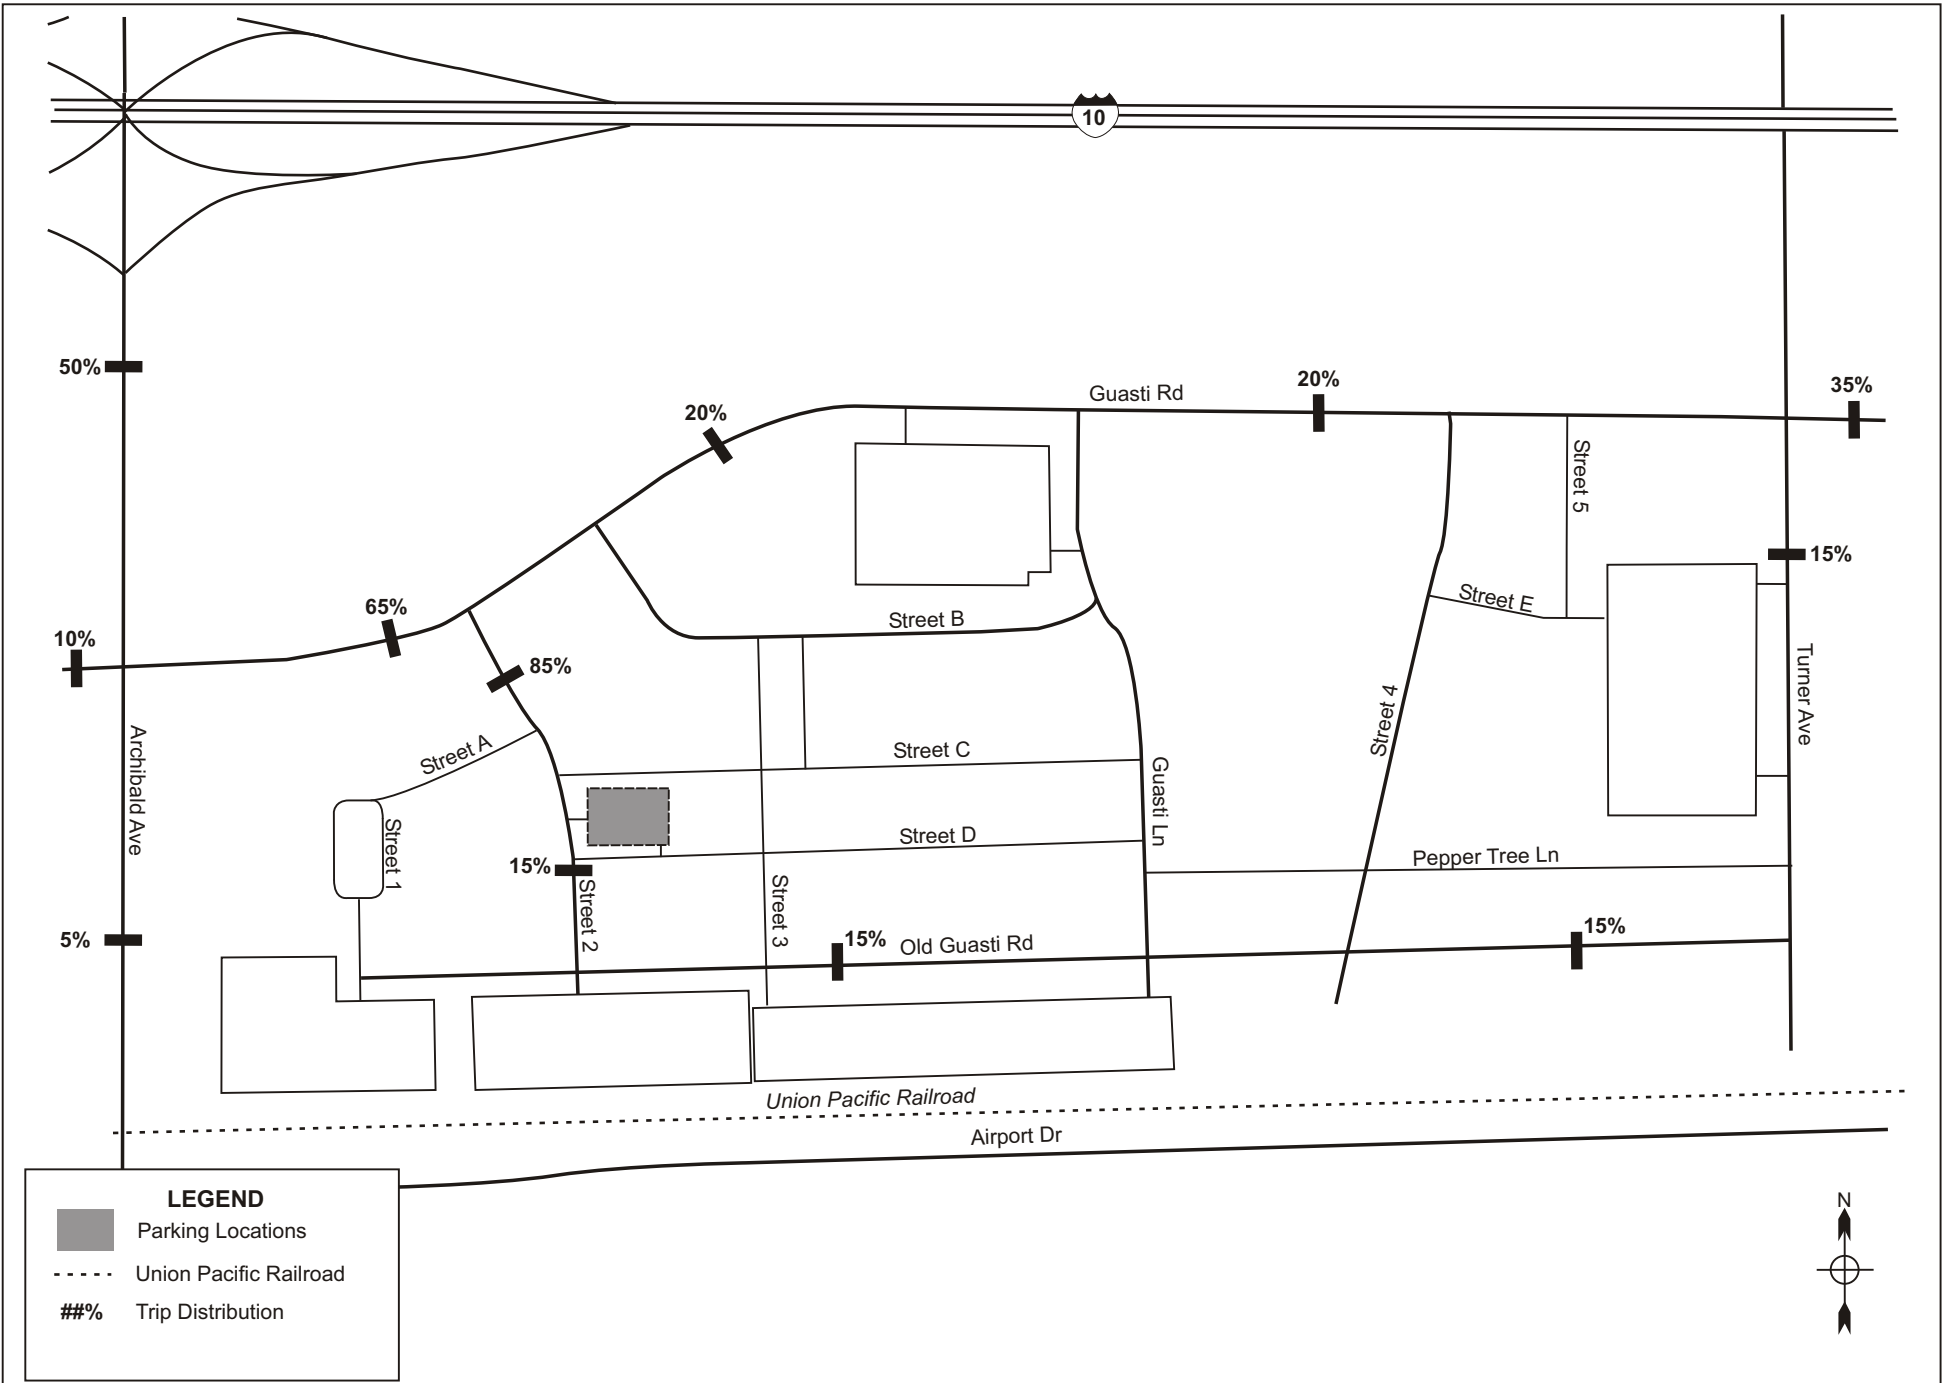 10
50%
Guasti Rd
20%
35%
20%
Street 5
15%
65%
Street E
10%
Street B
85%
Turner Ave
Archibald Ave
Street A
Street C
Street 4
Guasti Ln
Street 1
Street D
Pepper Tree Ln
15%
Street 2
Street 3
5%
15%
Old Guasti Rd
15%
Union Pacific Railroad
Airport Dr
LEGEND
Parking Locations
Union Pacific Railroad
##% Trip Distribution
N